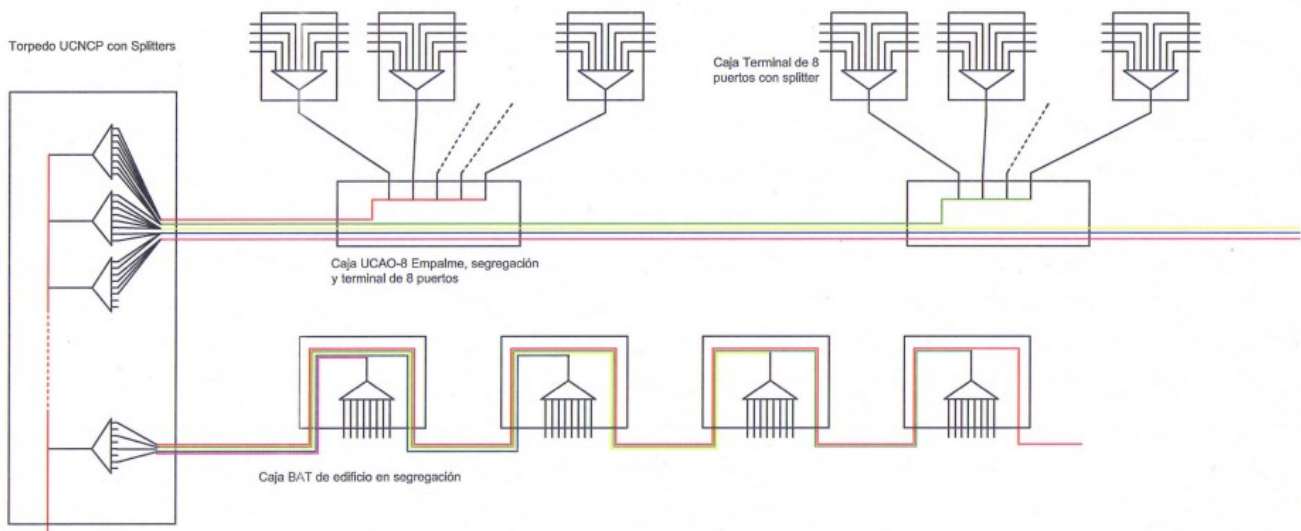 Torpedo UCNCP con Splitters
Caja Terminal de 8
puertos con splitter
Caja UCAO-8 Empalme, segregación
y terminal de 8 puertos
Caja BAT de edificio en segregación